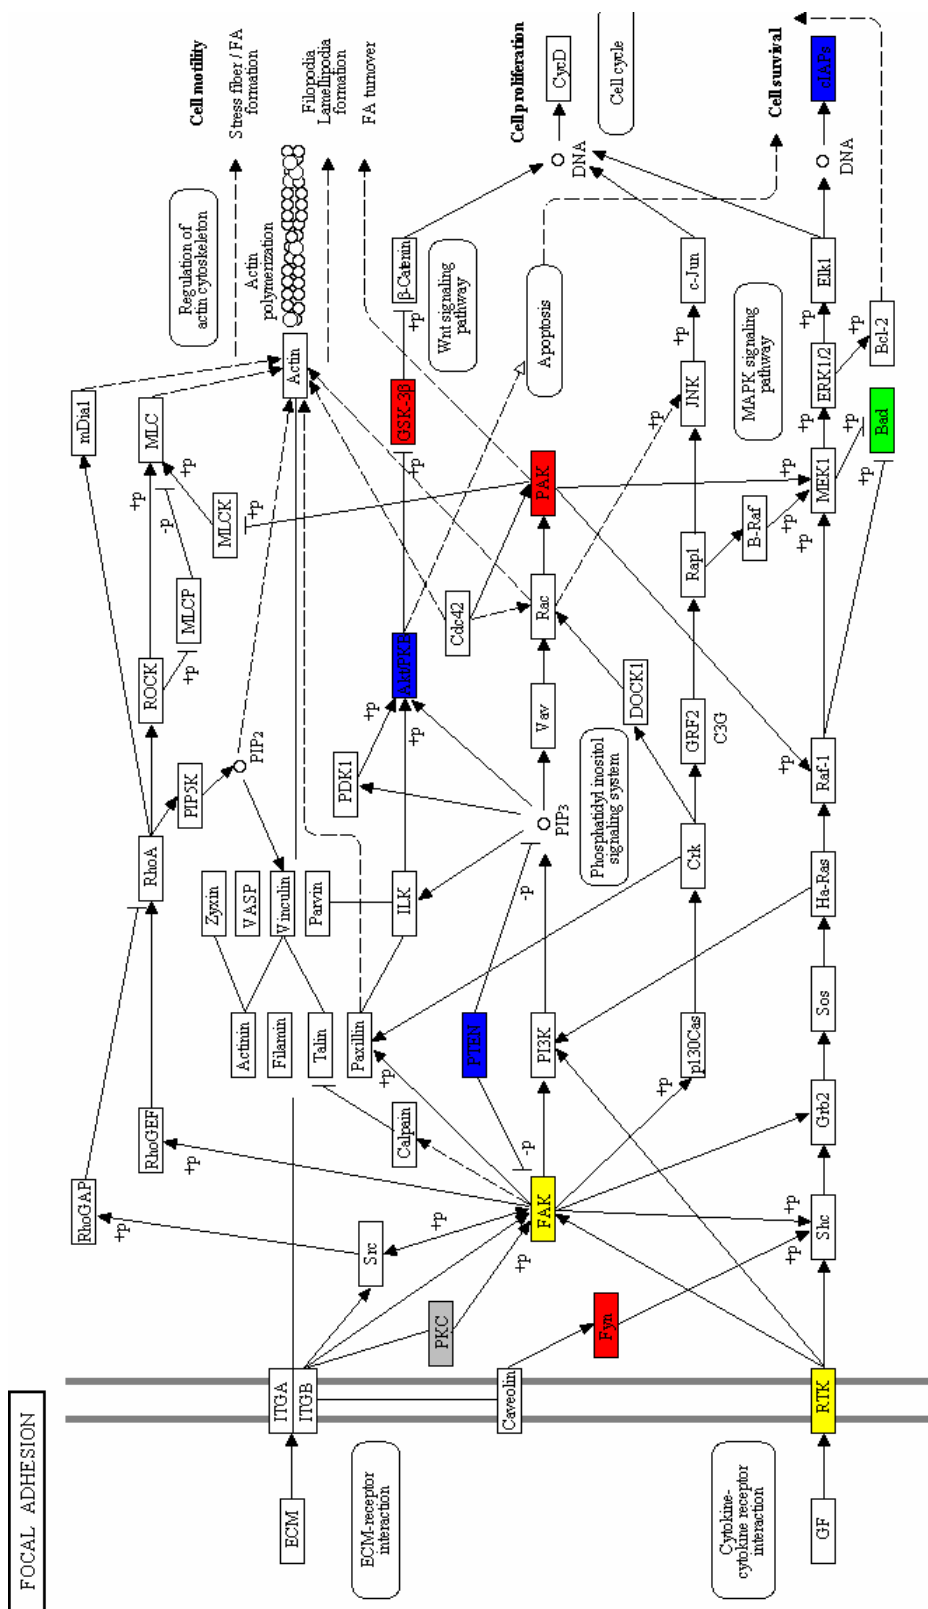 FOCAL ADHESION
RhoGAP
+p
RhoGEF
+p
RhoA
mDia1
ROCK
+p
MLC
+p
-p
+p
MLCP
+p
MLCK
+p
PIP5K
PIP2
Regulation of
actin cytoskeleton
Cell motility
Stress fiber / FA
formation
Filopodia
Lamellipodia
formation
FA turnover
Actin
polymerization
Actin
Zyxin
VASP
Vinculin
Parvin
Actinin
Filamin
Talin
Paxillin
+p
ILK
Calpain
Src
+p
ECM
ITGA
ITGB
ECM-receptor
interaction
PKC
+p
FAK
PTEN
-p
-p
PDK1
+p
+p
Akt/PKB
+p
GSK-3β
+p
β-Catenin
Wnt signaling
pathway
Cell proliferation
CycD
DNA
Cell cycle
Cdc42
PI3K
PIP3
Vav
Rac
PAK
Apoptosis
Phosphatidyl inositol
signaling system
DOCK1
Caveolin
Fyn
+p
p130Cas
Crk
GRF2
C3G
Rap1
B-Raf
+p
+p
JNK
+p
c-Jun
MAPK signaling
pathway
Cell survival
cIAPs
DNA
Cytokine-
cytokine receptor
interaction
GF
RTK
+p
+p
Shc
Grb2
Sos
Ha-Ras
+p
Raf-1
+p
MEK1
+p
ERK1/2
+p
Elk1
+p
+p
Bad
+p
Bcl-2